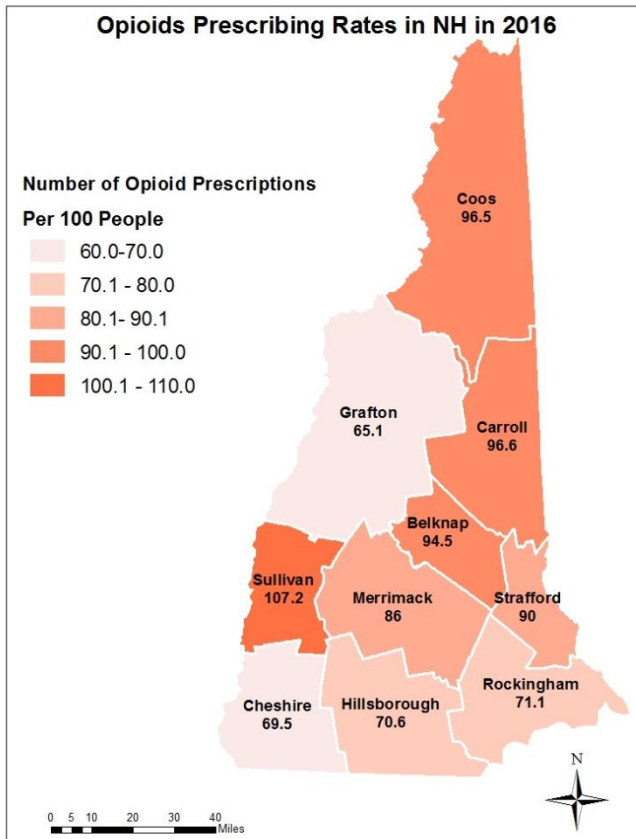 Opioids Prescribing Rates in NH in 2016
Number of Opioid Prescriptions
Per 100 People
60.0-70.0
70.1 - 80.0
80.1- 90.1
90.1 - 100.0
100.1 - 110.0
Coos
96.5
Grafton
65.1
Carroll
96.6
Belknap
94.5
Sullivan
107.2
Merrimack
86
Strafford
90
Cheshire
69.5
Hillsborough
70.6
Rockingham
71.1
0 5 10 20 30 40
Miles
N